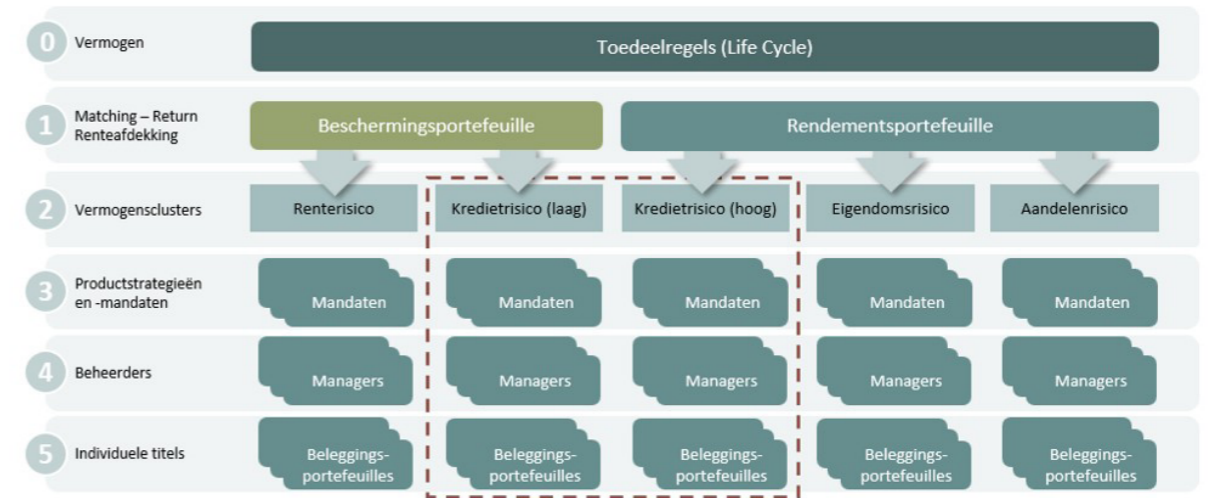 0 Vermogen Toedeelregels (Life Cycle)
1 Matching – Return
Renteafdekking
Beschermingsportefeuille Rendementsportefeuille
2 Vermogensclusters Renterisico Kredietrisico (laag) Kredietrisico (hoog) Eigendomsrisico Aandelenrisico
3 Productstrategieën
en -mandaten
Mandaten Mandaten Mandaten Mandaten Mandaten
4 Beheerders Managers Managers Managers Managers Managers
5 Individuele titels
Beleggings- Beleggings- Beleggings- Beleggings- Beleggings-
portefeuilles portefeuilles portefeuilles portefeuilles portefeuilles